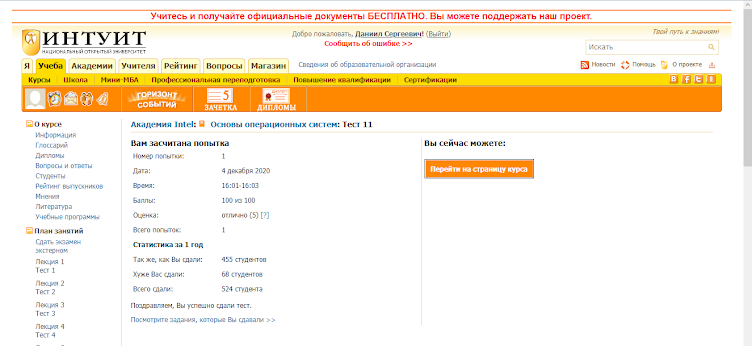 Учитесь и получайте официальные документы БЕСПЛАТНО. Вы можете поддержать наш проект.
ИНТУИТ
НАЦИОНАЛЬНЫЙ ОТКРЫТЫЙ УНИВЕРСИТЕТ
Добро пожаловать, Даниил Сергеевич! (Выйти)
Сообщить об ошибке >>
Твой путь к знаниям!
Искать
Я Учеба Академии Учителя Рейтинг Вопросы Магазин Сведения об образовательной организации
Новости Помощь О проекте
Курсы Школа Мини-МБА Профессиональная переподготовка Повышение квалификации Сертификации
ГОРИЗОНТ СОБЫТИЙ
5
ЗАЧЕТКА
ДИПЛОМЫ
О курсе
Информация
Глоссарий
Дипломы
Вопросы и ответы
Студенты
Рейтинг выпускников
Мнения
Литература
Учебные программы
План занятий
Сдать экзамен
экстерном
Лекция 1
Тест 1
Лекция 2
Тест 2
Лекция 3
Тест 3
Лекция 4
Тест 4
Академия Intel: Основы операционных систем: Тест 11
Вам засчитана попытка
Номер попытки: 1
Дата: 4 декабря 2020
Время: 16:01-16:03
Баллы: 100 из 100
Оценка: отлично (5) [?]
Всего попыток: 1
Статистика за 1 год
Так же, как Вы сдали: 455 студентов
Хуже Вас сдали: 68 студентов
Всего сдали: 524 студента
Поздравляем, Вы успешно сдали тест.
Посмотрите задания, которые Вы сдавали >>
Вы сейчас можете:
Перейти на страницу курса